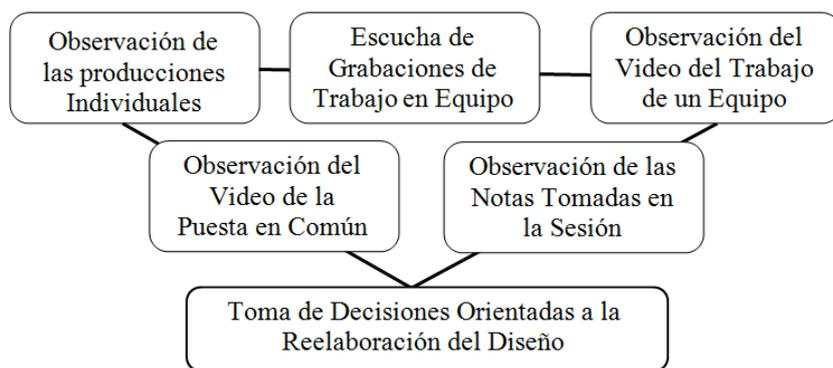 Observación de
las producciones
Individuales
Escucha de
Grabaciones de
Trabajo en Equipo
Observación del
Video del Trabajo
de un Equipo
Observación del
Video de la
Puesta en Común
Observación de las
Notas Tomadas en
la Sesión
Toma de Decisiones Orientadas a la
Reelaboración del Diseño